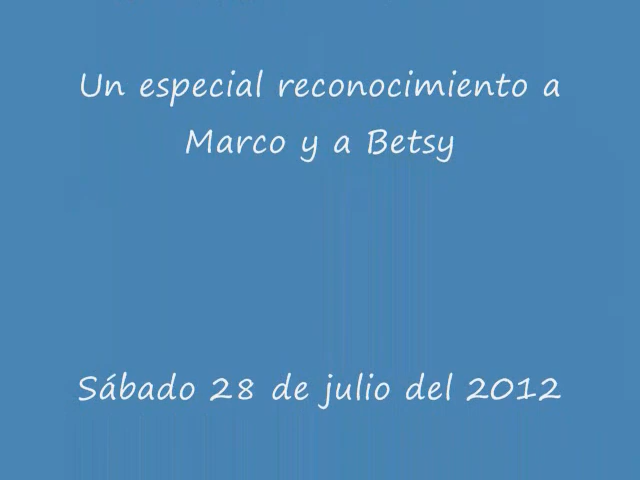 Un especial reconocimiento a
Marco y a Betsy
Sábado 28 de julio del 2012